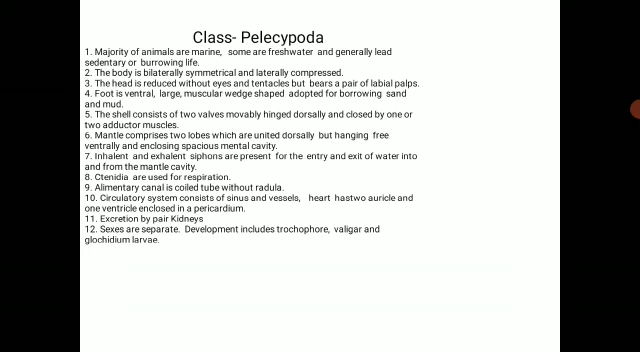 Class- Pelecypoda
1. Majority of animals are marine, some are freshwater and generally lead
sedentary or burrowing life.
2. The body is bilaterally symmetrical and laterally compressed.
3. The head is reduced without eyes and tentacles but bears a pair of labial palps.
4. Foot is ventral, large, muscular wedge shaped adopted for borrowing sand
and mud.
5. The shell consists of two valves movably hinged dorsally and closed by one or
two adductor muscles.
6. Mantle comprises two lobes which are united dorsally but hanging free
ventrally and enclosing spacious mental cavity.
7. Inhalent and exhalent siphons are present for the entry and exit of water into
and from the mantle cavity.
8. Ctenidia are used for respiration.
9. Alimentary canal is coiled tube without radula.
10. Circulatory system consists of sinus and vessels, heart hastwo auricle and
one ventricle enclosed in a pericardium.
11. Excretion by pair Kidneys
12. Sexes are separate. Development includes trochophore, valigar and
glochidium larvae.